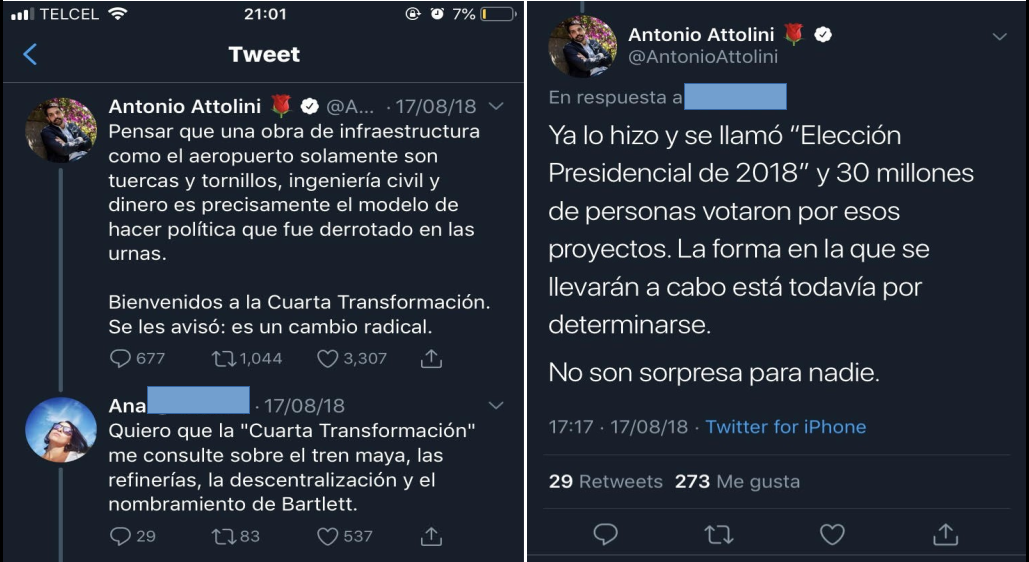 TELCEL 21:01 7%
Tweet
Antonio Attolini 🌹 @A... · 17/08/18
Pensar que una obra de infraestructura
como el aeropuerto solamente son
tuercas y tornillos, ingeniería civil y
dinero es precisamente el modelo de
hacer política que fue derrotado en las
urnas.
Bienvenidos a la Cuarta Transformación.
Se les avisó: es un cambio radical.
677 1,044 3,307
Ana · 17/08/18
Quiero que la "Cuarta Transformación"
me consulte sobre el tren maya, las
refinerías, la descentralización y el
nombramiento de Bartlett.
29 83 537
Antonio Attolini 🌹
@AntonioAttolini
En respuesta a
Ya lo hizo y se llamó “Elección
Presidencial de 2018” y 30 millones
de personas votaron por esos
proyectos. La forma en la que se
llevarán a cabo está todavía por
determinarse.
No son sorpresa para nadie.
17:17 · 17/08/18 · Twitter for iPhone
29 Retweets 273 Me gusta